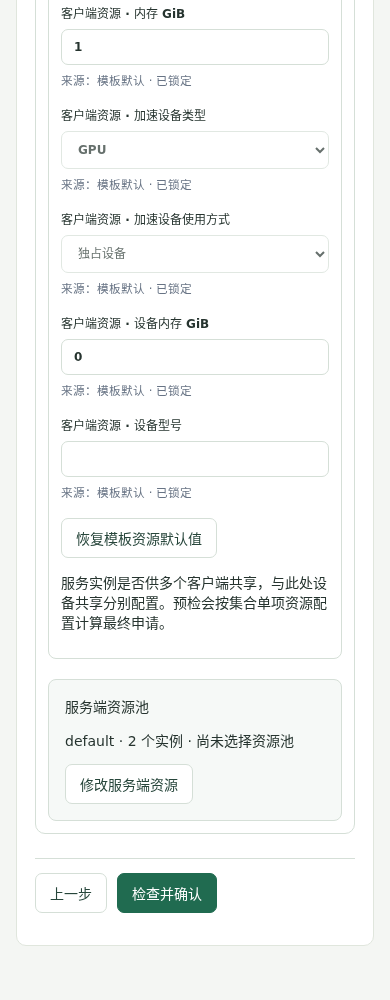 客户端资源 · 内存 GiB
1
来源：模板默认 · 已锁定
客户端资源 · 加速设备类型
GPU
来源：模板默认 · 已锁定
客户端资源 · 加速设备使用方式
独占设备
来源：模板默认 · 已锁定
客户端资源 · 设备内存 GiB
0
来源：模板默认 · 已锁定
客户端资源 · 设备型号
来源：模板默认 · 已锁定
恢复模板资源默认值
服务实例是否供多个客户端共享，与此处设
备共享分别配置。预检会按集合单项资源配
置计算最终申请。
服务端资源池
default · 2 个实例 · 尚未选择资源池
修改服务端资源
上一步
检查并确认